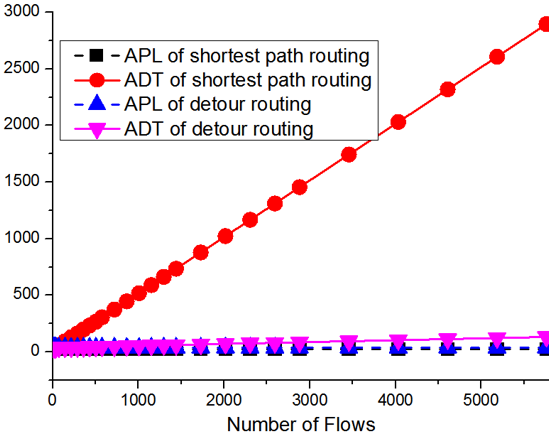 3000
2500
2000
1500
1000
500
0
APL of shortest path routing
ADT of shortest path routing
APL of detour routing
ADT of detour routing
0 1000 2000 3000 4000 5000
Number of Flows